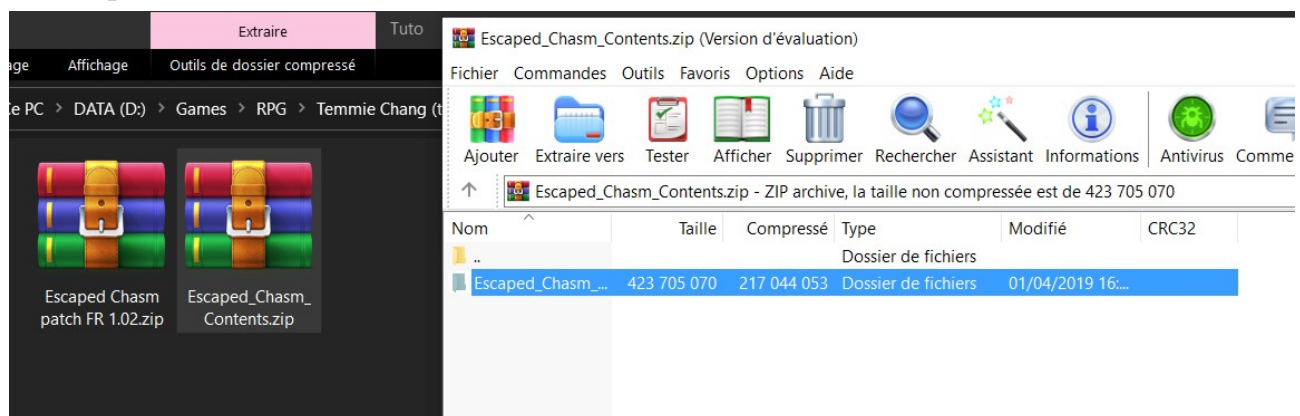 Extraire
Tuto
Affichage
Outils de dossier compressé
PC > DATA (D:) > Games > RPG > Temmie Chang
Escaped Chasm
patch FR 1.02.zip
Escaped_Chasm_
Contents.zip
Escaped_Chasm_Contents.zip (Version d'évaluation)
Fichier Commandes Outils Favoris Options Aide
Ajouter Extraire vers Tester Afficher Supprimer Rechercher Assistant Informations Antivirus Comme
Escaped_Chasm_Contents.zip - ZIP archive, la taille non compressée est de 423 705 070
Nom Taille Compressé Type Modifié CRC32
.. Dossier de fichiers
Escaped_Chasm_... 423 705 070 217 044 053 Dossier de fichiers 01/04/2019 16:...